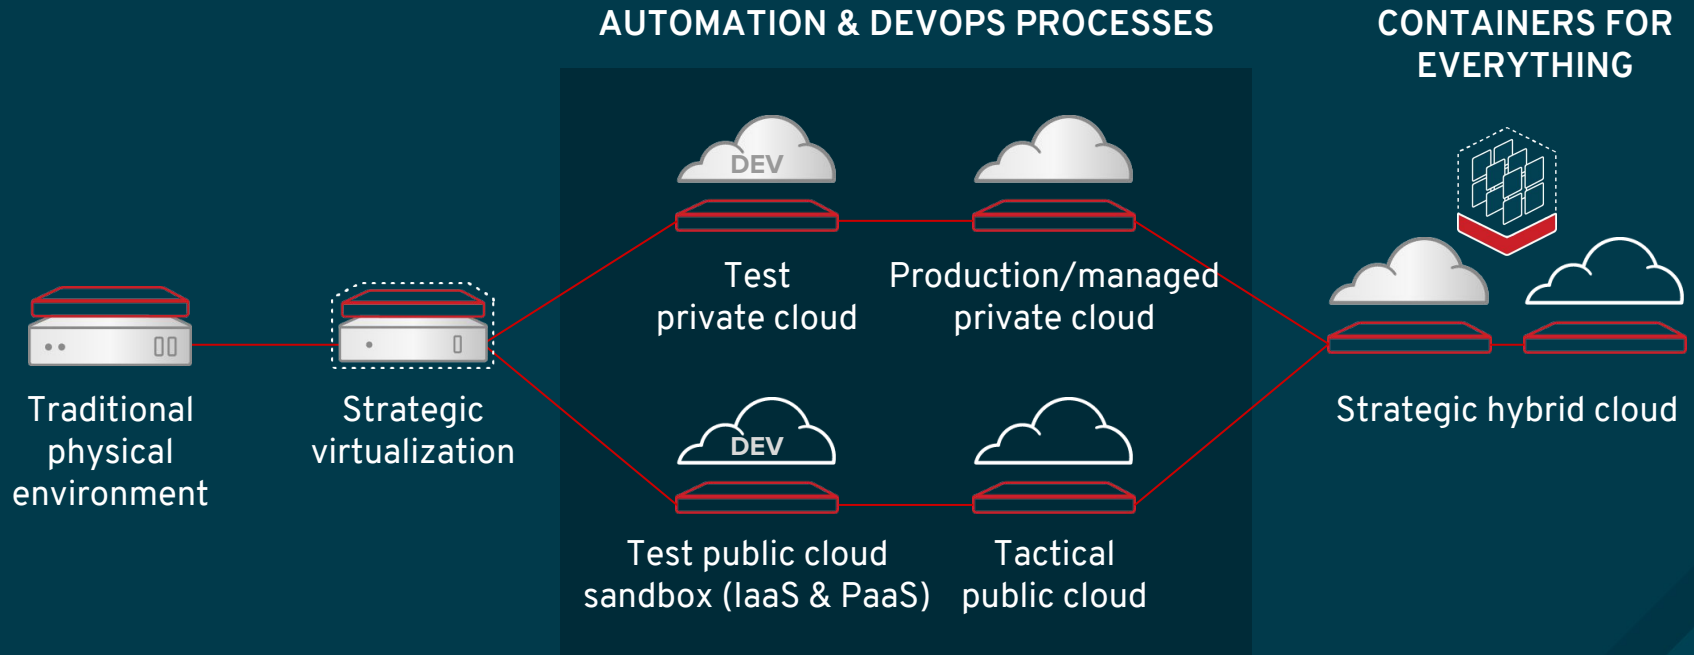 AUTOMATION & DEVOPS PROCESSES
CONTAINERS FOR
EVERYTHING
DEV
Test
private cloud
Production/managed
private cloud
Traditional
physical
environment
Strategic
virtualization
DEV
Test public cloud
sandbox (IaaS & PaaS)
Tactical
public cloud
Strategic hybrid cloud